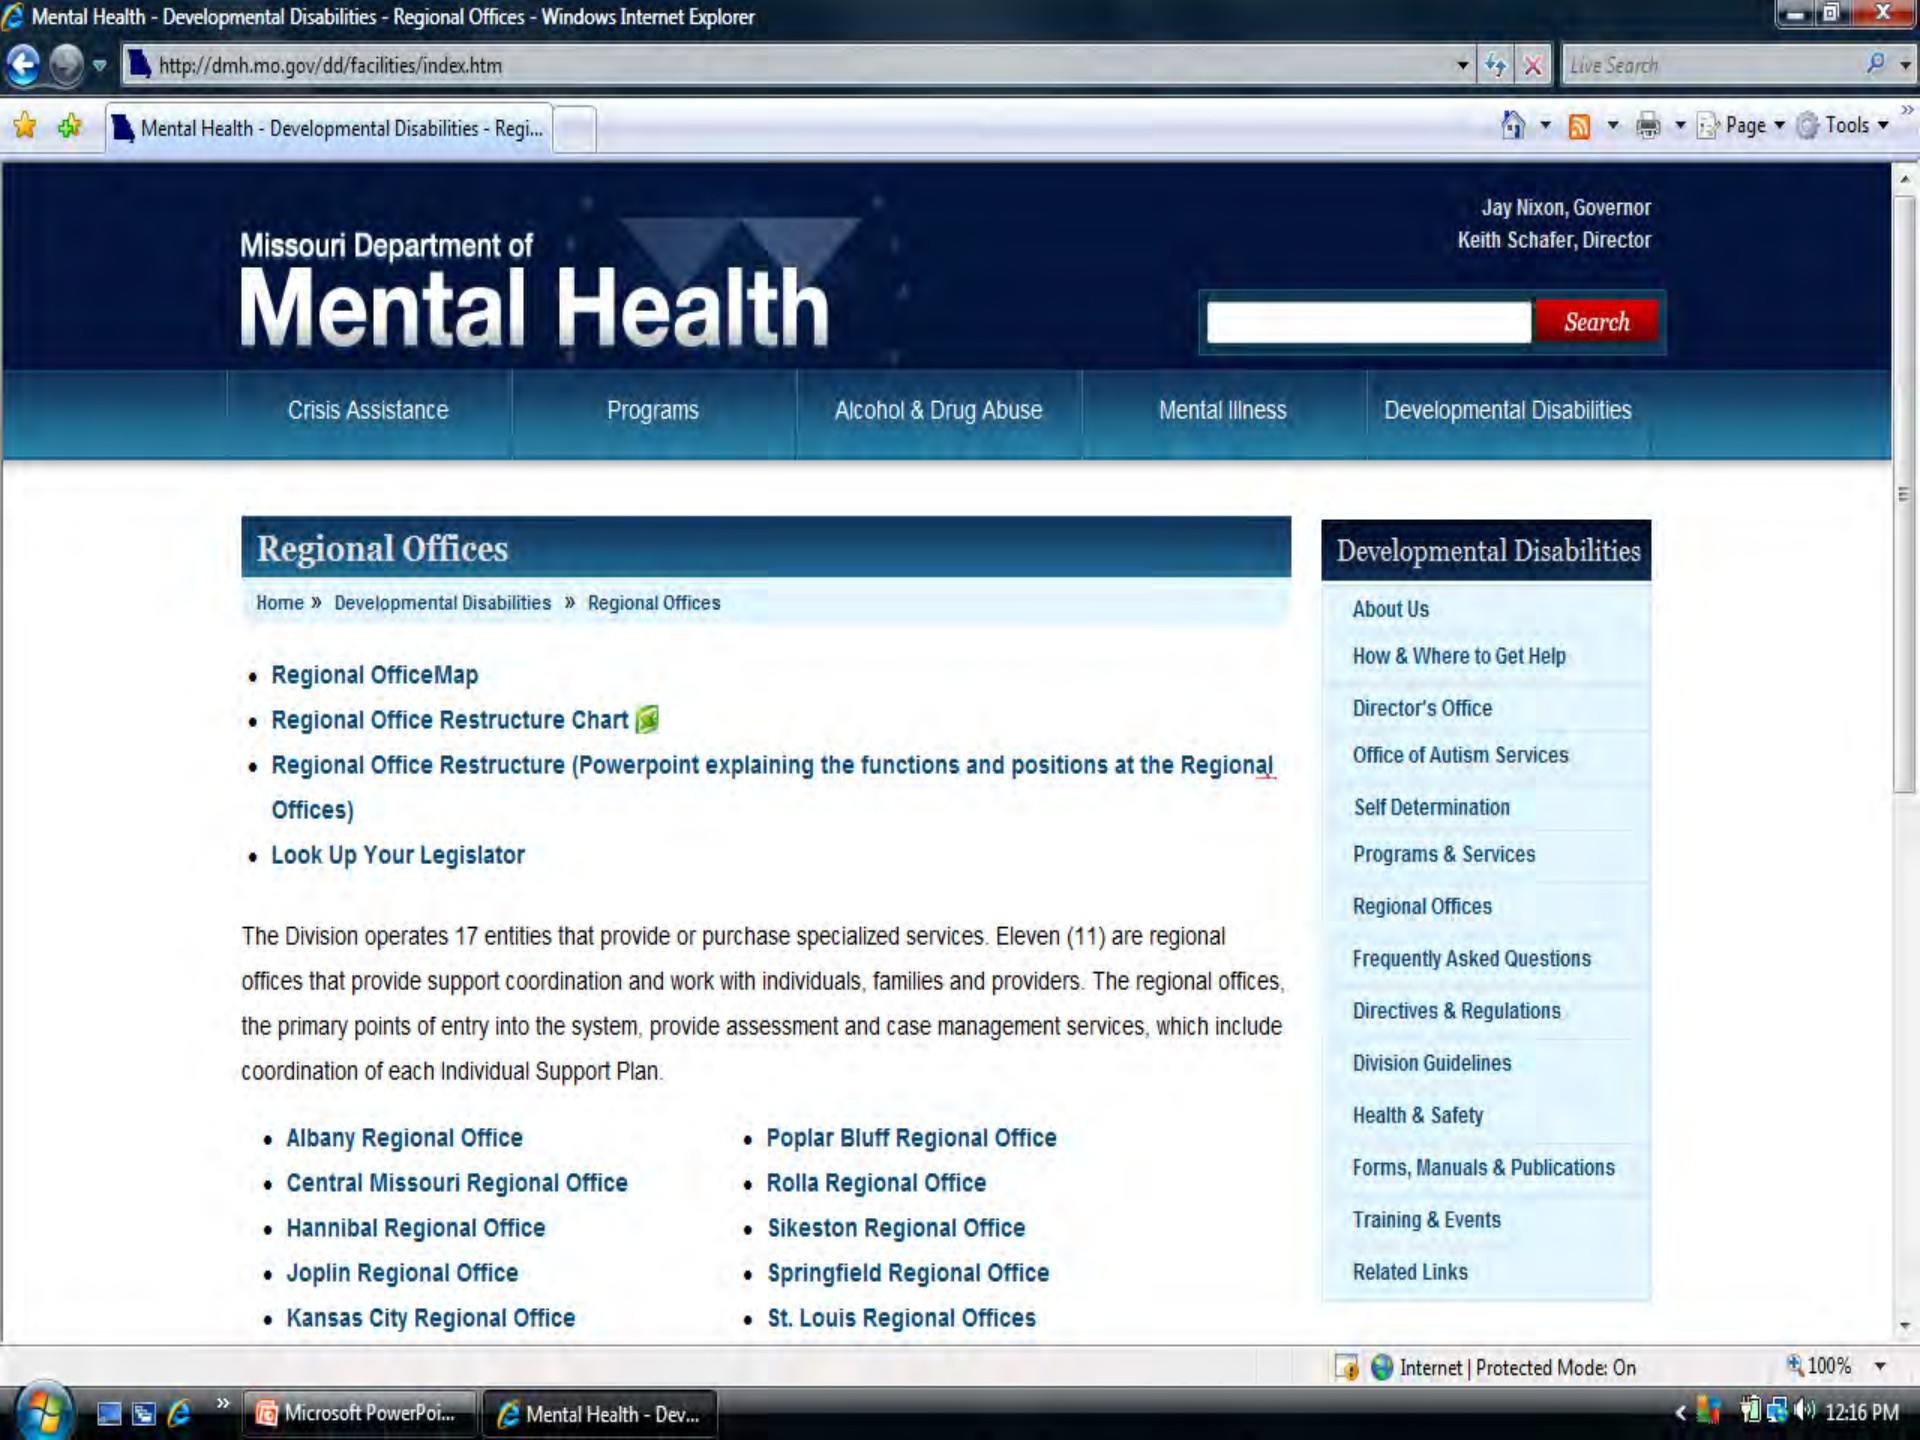 Mental Health - Developmental Disabilities - Regional Offices - Windows Internet Explorer
http://dmh.mo.gov/dd/facilities/index.htm
Live Search
Mental Health - Developmental Disabilities - Regi...
Page
Tools
Jay Nixon, Governor
Keith Schafer, Director
Missouri Department of
Mental Health
Search
Crisis Assistance
Programs
Alcohol & Drug Abuse
Mental Illness
Developmental Disabilities
Regional Offices
Home » Developmental Disabilities » Regional Offices
• Regional OfficeMap
• Regional Office Restructure Chart
• Regional Office Restructure (Powerpoint explaining the functions and positions at the Regional
Offices)
• Look Up Your Legislator
The Division operates 17 entities that provide or purchase specialized services. Eleven (11) are regional
offices that provide support coordination and work with individuals, families and providers. The regional offices,
the primary points of entry into the system, provide assessment and case management services, which include
coordination of each Individual Support Plan.
• Albany Regional Office
• Central Missouri Regional Office
• Hannibal Regional Office
• Joplin Regional Office
• Kansas City Regional Office
• Poplar Bluff Regional Office
• Rolla Regional Office
• Sikeston Regional Office
• Springfield Regional Office
• St. Louis Regional Offices
Developmental Disabilities
About Us
How & Where to Get Help
Director's Office
Office of Autism Services
Self Determination
Programs & Services
Regional Offices
Frequently Asked Questions
Directives & Regulations
Division Guidelines
Health & Safety
Forms, Manuals & Publications
Training & Events
Related Links
Internet | Protected Mode: On
100%
Microsoft PowerPoi...
Mental Health - Dev...
12:16 PM